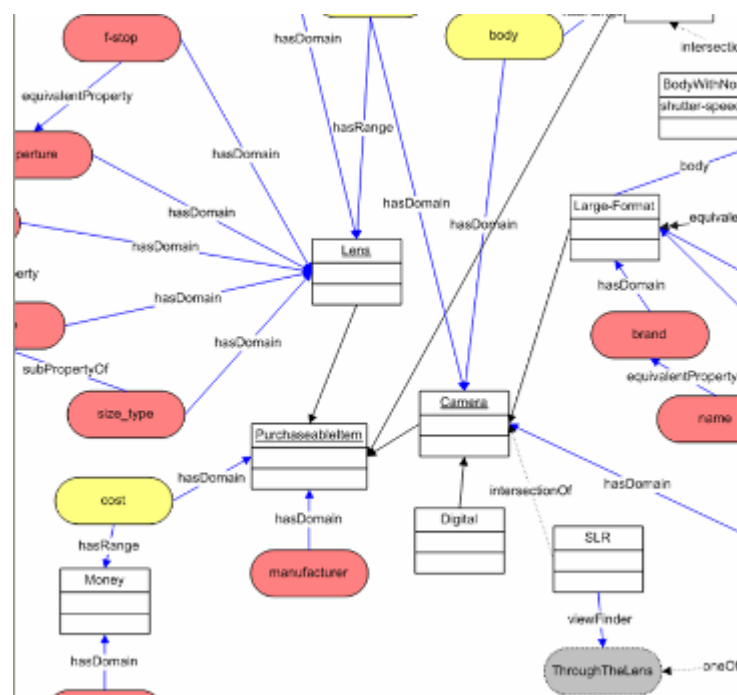 f-stop
hasDomain
body
intersectio
equivalentProperty
BodyWithNo
shutter-speed
hasRange
perture
hasDomain
body
hasDomain
hasDomain
Large-Format
hasDomain
hasDomain
equivale
Lens
hasDomain
erty
hasDomain
hasDomain
brand
hasDomain
subPropertyOf
equivalentProperty
size_type
Camera
name
PurchaseableItem
hasDomain
cost
intersectionOf
hasDomain
hasDomain
Digital
hasRange
SLR
manufacturer
Money
viewFinder
hasDomain
ThroughTheLens
oneOf